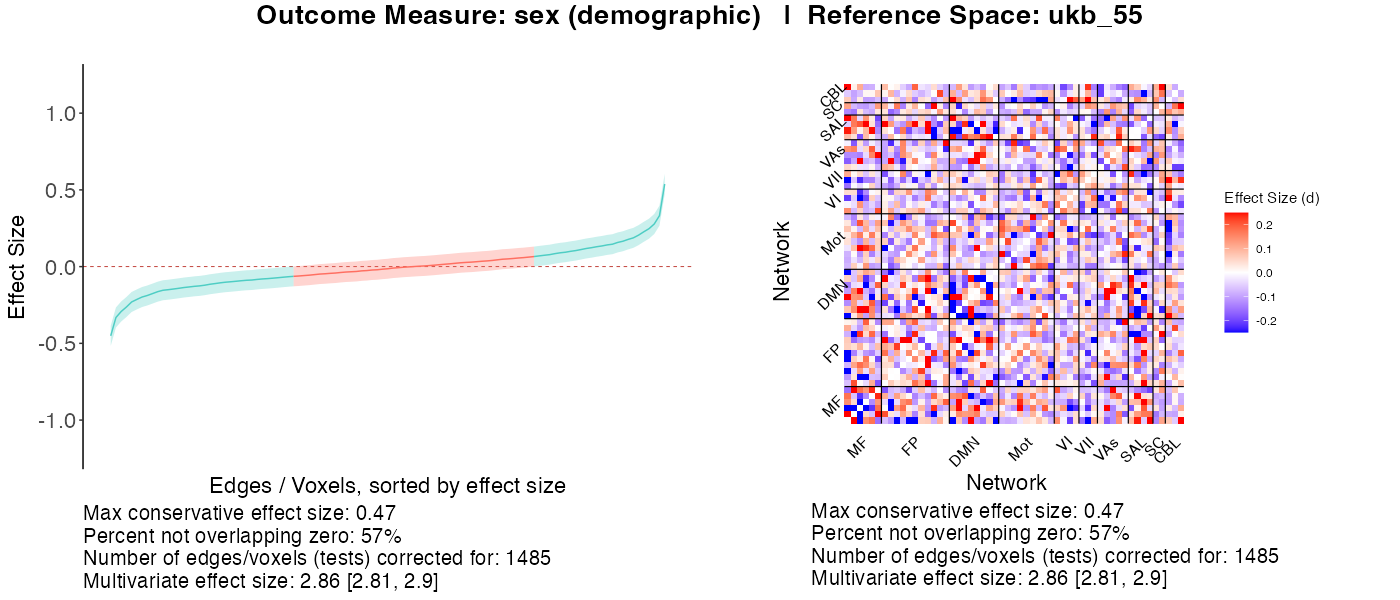 Outcome Measure: sex (demographic) | Reference Space: ukb_55
Effect Size
1.0
0.5
0.0
-0.5
-1.0
Edges / Voxels, sorted by effect size
Max conservative effect size: 0.47
Percent not overlapping zero: 57%
Number of edges/voxels (tests) corrected for: 1485
Multivariate effect size: 2.86 [2.81, 2.9]
Network
CBL
SC
SAL
VAs
VII
VI
Mot
DMN
FP
MF
MF
FP
DMN
Mot
VI
VII
VAs
SAL
SC
CBL
Network
Effect Size (d)
0.2
0.1
0.0
-0.1
-0.2
Max conservative effect size: 0.47
Percent not overlapping zero: 57%
Number of edges/voxels (tests) corrected for: 1485
Multivariate effect size: 2.86 [2.81, 2.9]